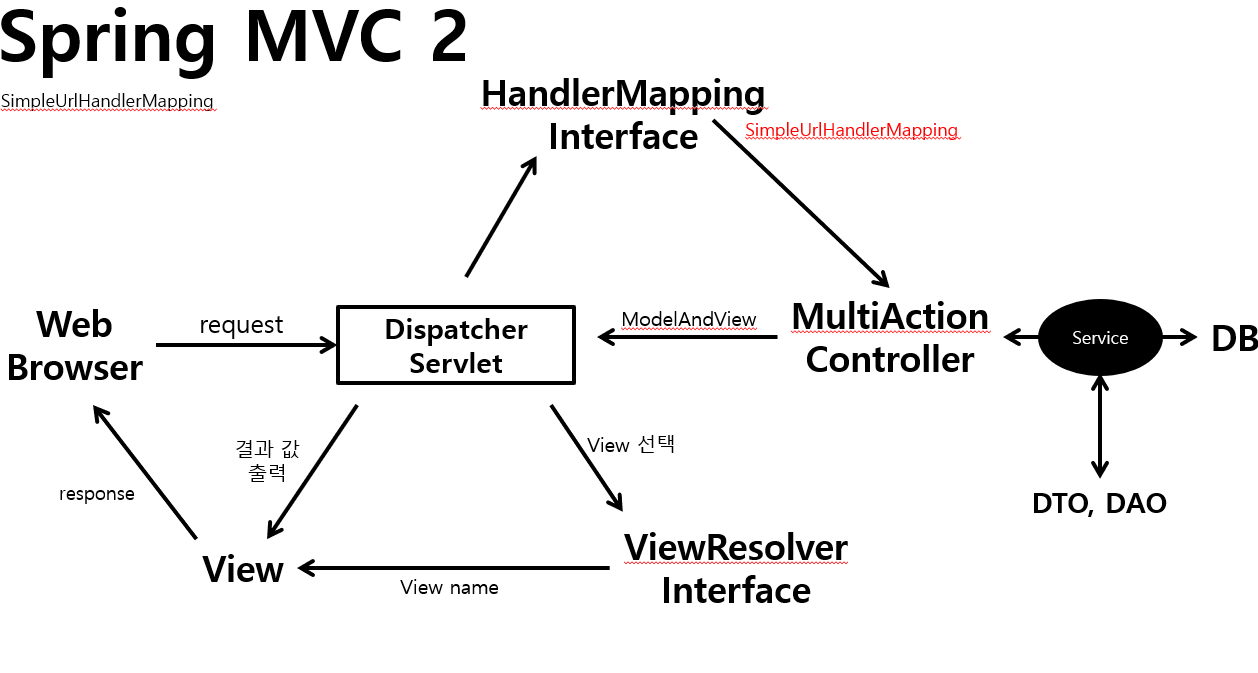 Spring MVC 2
SimpleUrlHandlerMapping
HandlerMapping
Interface
SimpleUrlHandlerMapping
Web
Browser
request
Dispatcher
Servlet
ModelAndView
MultiAction
Controller
Service
DB
결과 값
출력
View 선택
response
DTO, DAO
View
View name
ViewResolver
Interface